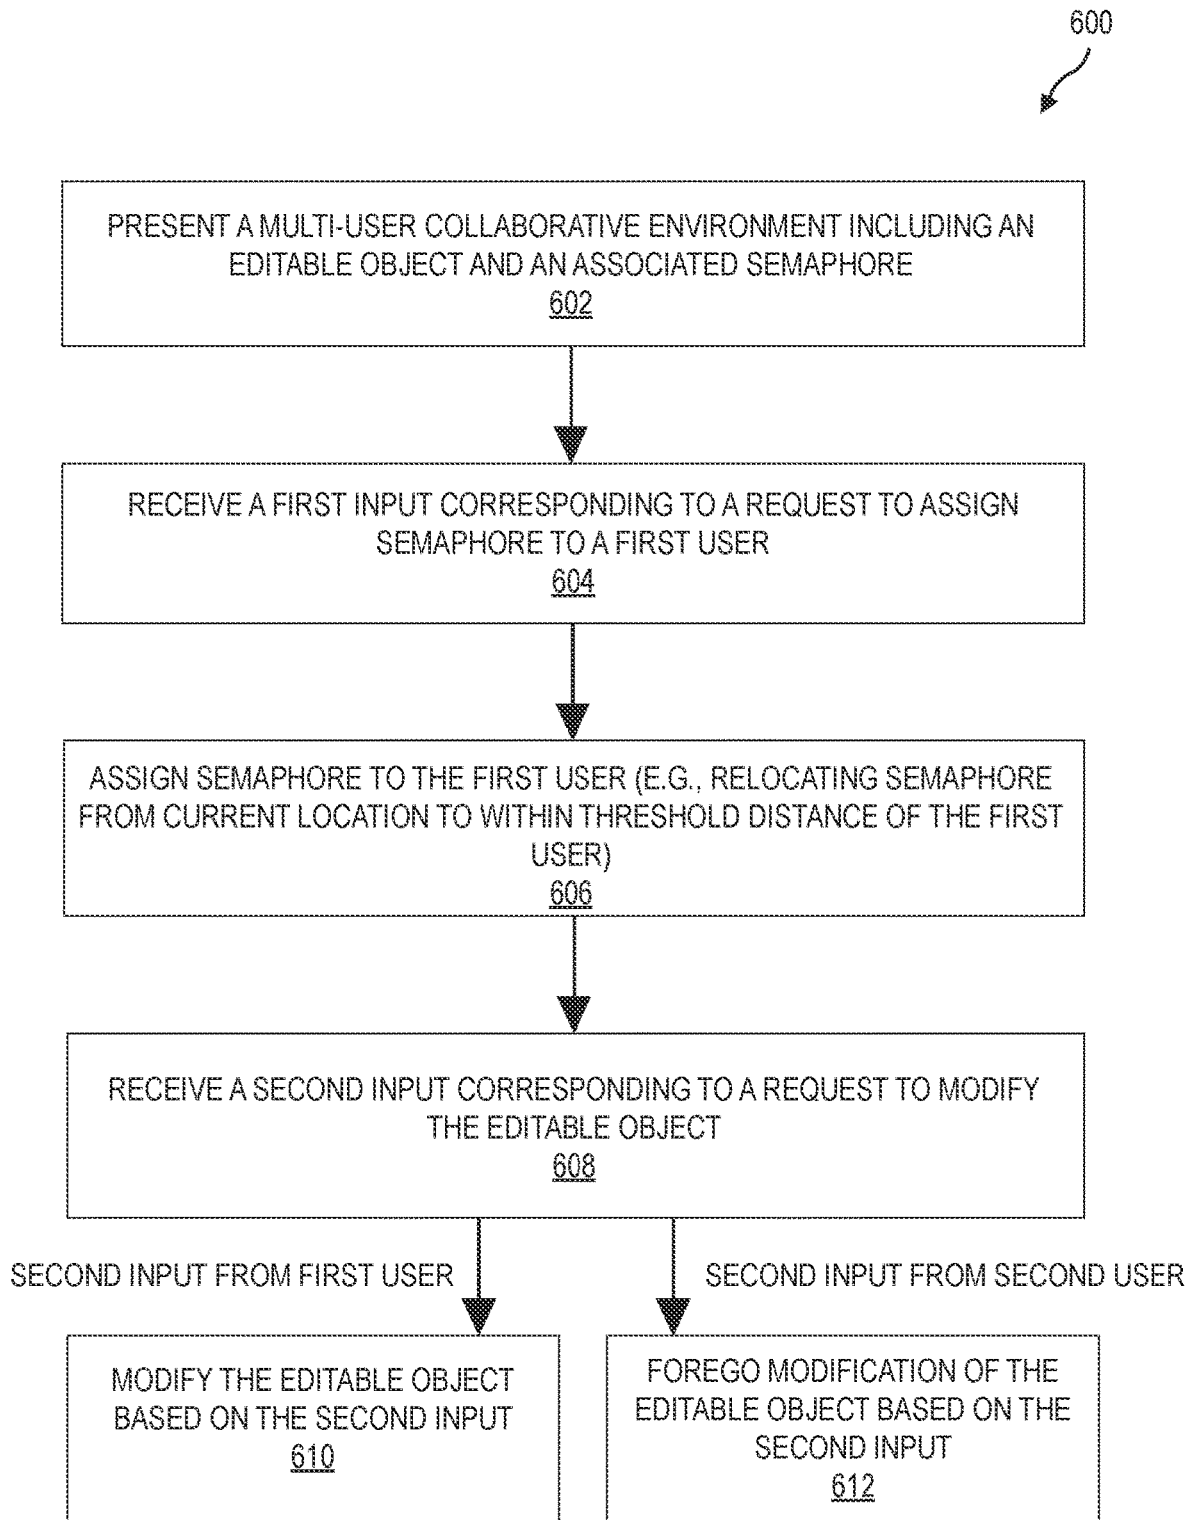 600
PRESENT A MULTI-USER COLLABORATIVE ENVIRONMENT INCLUDING AN
EDITABLE OBJECT AND AN ASSOCIATED SEMAPHORE
602
RECEIVE A FIRST INPUT CORRESPONDING TO A REQUEST TO ASSIGN
SEMAPHORE TO A FIRST USER
604
ASSIGN SEMAPHORE TO THE FIRST USER (E.G., RELOCATING SEMAPHORE
FROM CURRENT LOCATION TO WITHIN THRESHOLD DISTANCE OF THE FIRST
USER)
606
RECEIVE A SECOND INPUT CORRESPONDING TO A REQUEST TO MODIFY
THE EDITABLE OBJECT
608
SECOND INPUT FROM FIRST USER
SECOND INPUT FROM SECOND USER
MODIFY THE EDITABLE OBJECT
BASED ON THE SECOND INPUT
610
FOREGO MODIFICATION OF THE
EDITABLE OBJECT BASED ON THE
SECOND INPUT
612